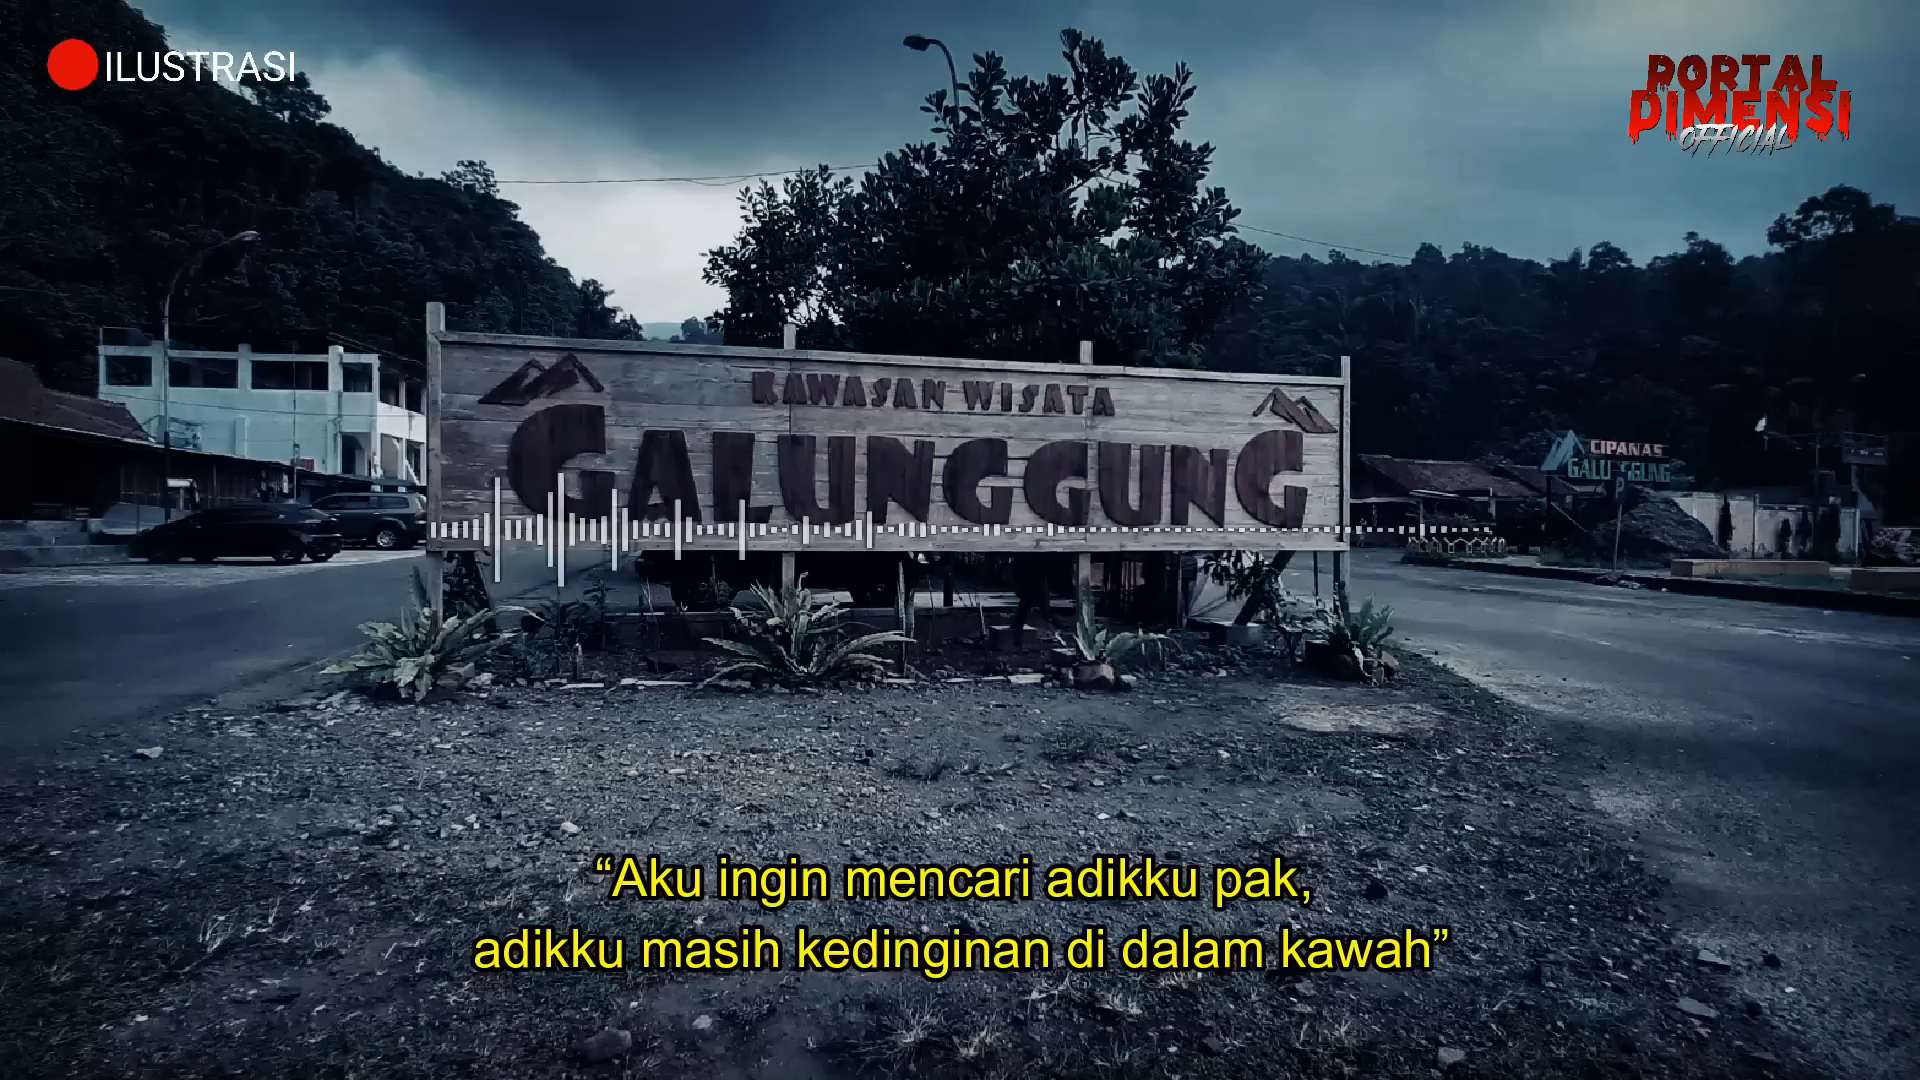 ILUSTRASI
PORTAL
DIMENSI
OFFICIAL
KAWASAN WISATA
GALUNGGUNG
CIPANAS
GALUNGGUNG
P
“Aku ingin mencari adikku pak,
adikku masih kedinginan di dalam kawah”